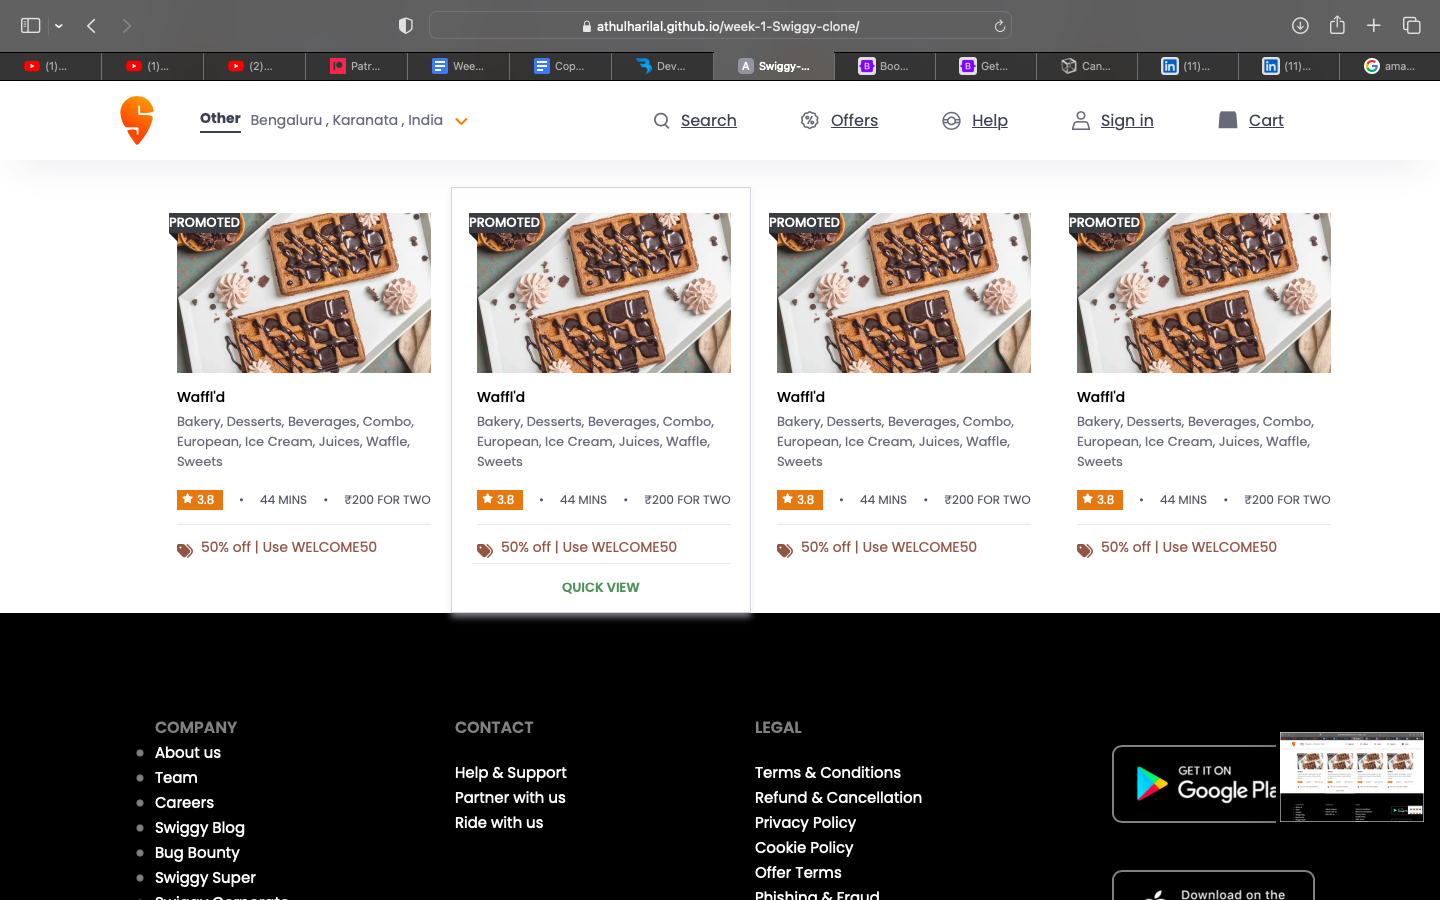 athulharilal.github.io/week-1-Swiggy-clone/
(1)...
(1)...
(2)...
Patr...
Wee...
Cop...
Dev...
A Swiggy-...
B Boo...
B Get...
Can...
in (11)...
in (11)...
G ama...
Other Bengaluru , Karanata , India
Search
Offers
Help
Sign in
Cart
PROMOTED
Waffl'd
Bakery, Desserts, Beverages, Combo,
European, Ice Cream, Juices, Waffle,
Sweets
★ 3.8 • 44 MINS • ₹200 FOR TWO
50% off | Use WELCOME50
PROMOTED
Waffl'd
Bakery, Desserts, Beverages, Combo,
European, Ice Cream, Juices, Waffle,
Sweets
★ 3.8 • 44 MINS • ₹200 FOR TWO
50% off | Use WELCOME50
QUICK VIEW
PROMOTED
Waffl'd
Bakery, Desserts, Beverages, Combo,
European, Ice Cream, Juices, Waffle,
Sweets
★ 3.8 • 44 MINS • ₹200 FOR TWO
50% off | Use WELCOME50
PROMOTED
Waffl'd
Bakery, Desserts, Beverages, Combo,
European, Ice Cream, Juices, Waffle,
Sweets
★ 3.8 • 44 MINS • ₹200 FOR TWO
50% off | Use WELCOME50
COMPANY
About us
Team
Careers
Swiggy Blog
Bug Bounty
Swiggy Super
Swiggy Corporate
CONTACT
Help & Support
Partner with us
Ride with us
LEGAL
Terms & Conditions
Refund & Cancellation
Privacy Policy
Cookie Policy
Offer Terms
Phishing & Fraud
GET IT ON
Google Pla
Download on the